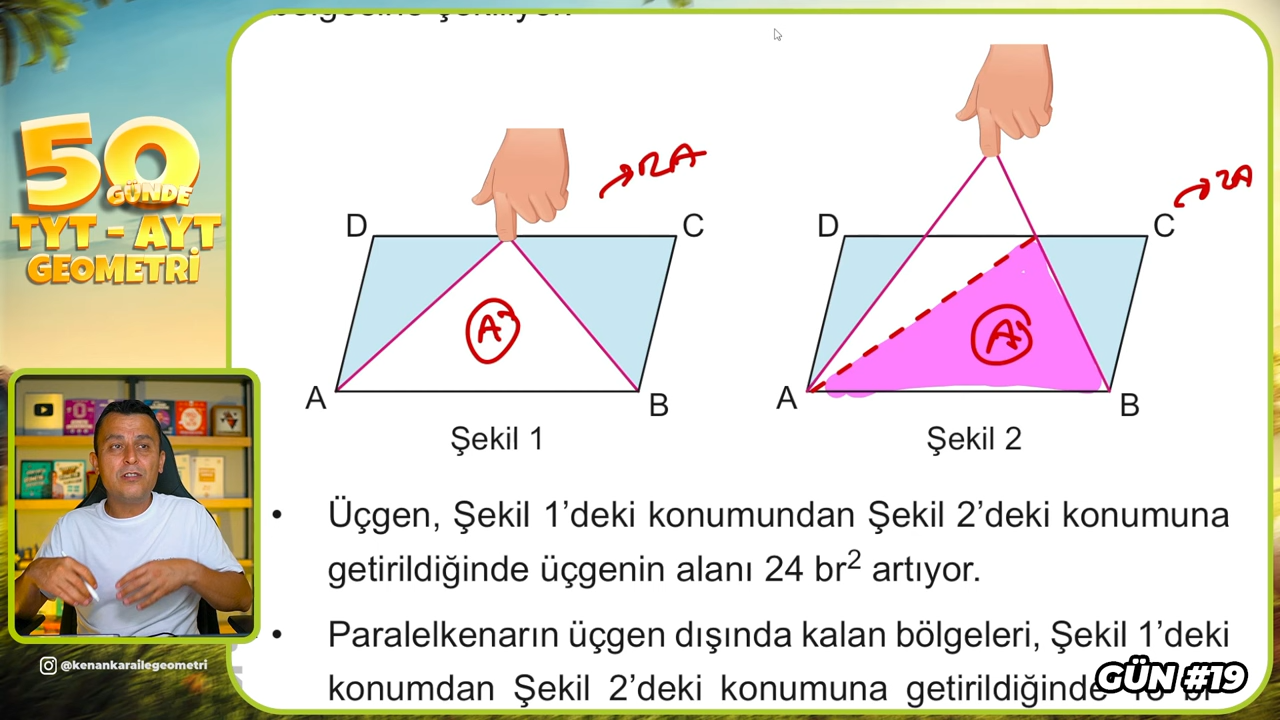 bölgesine çekiliyor.
50
GÜNDE
TYT - AYT
GEOMETRİ
→ 2A
→ 2A
D
C
D
C
A
A
A
B
A
B
Şekil 1
Şekil 2
• Üçgen, Şekil 1’deki konumundan Şekil 2’deki konumuna
getirildiğinde üçgenin alanı 24 br² artıyor.
• Paralelkenarın üçgen dışında kalan bölgeleri, Şekil 1’deki
konumdan Şekil 2’deki konumuna getirildiğinde
@kenankarailegeometri
GÜN #19